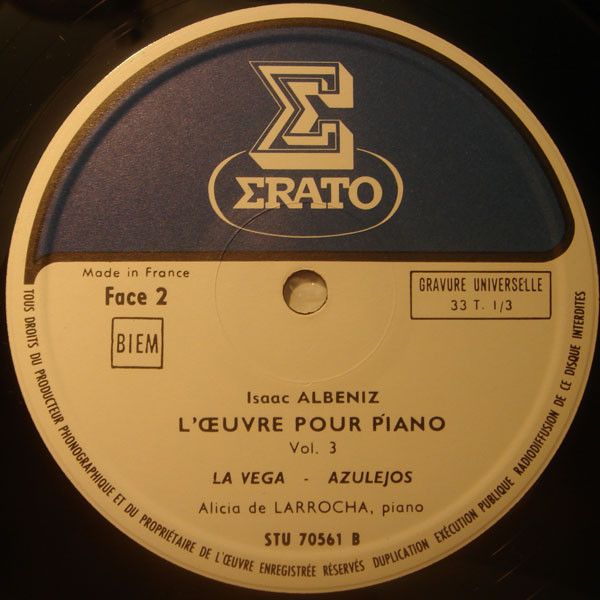 Σ
ΣRATO
Made in France
Face 2
BIEM
GRAVURE UNIVERSELLE
33 T. 1/3
Isaac ALBENIZ
L'ŒUVRE POUR PIANO
Vol. 3
LA VEGA - AZULEJOS
Alicia de LARROCHA, piano
STU 70561 B
TOUS DROITS DU PRODUCTEUR PHONOGRAPHIQUE ET DU PROPRIÉTAIRE DE L'ŒUVRE ENREGISTRÉE RÉSERVÉS DUPLICATION EXÉCUTION PUBLIQUE RADIODIFFUSION DE CE DISQUE INTERDITES